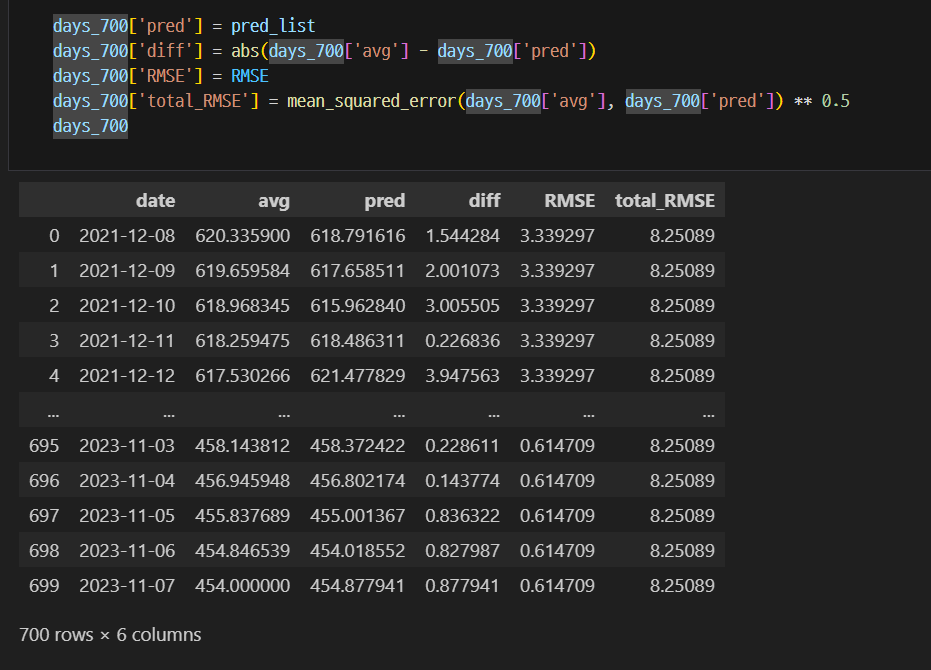 days_700['pred'] = pred_list
days_700['diff'] = abs(days_700['avg'] - days_700['pred'])
days_700['RMSE'] = RMSE
days_700['total_RMSE'] = mean_squared_error(days_700['avg'], days_700['pred']) ** 0.5
days_700
date avg pred diff RMSE total_RMSE
0 2021-12-08 620.335900 618.791616 1.544284 3.339297 8.25089
1 2021-12-09 619.659584 617.658511 2.001073 3.339297 8.25089
2 2021-12-10 618.968345 615.962840 3.005505 3.339297 8.25089
3 2021-12-11 618.259475 618.486311 0.226836 3.339297 8.25089
4 2021-12-12 617.530266 621.477829 3.947563 3.339297 8.25089
... ... ... ... ... ... ...
695 2023-11-03 458.143812 458.372422 0.228611 0.614709 8.25089
696 2023-11-04 456.945948 456.802174 0.143774 0.614709 8.25089
697 2023-11-05 455.837689 455.001367 0.836322 0.614709 8.25089
698 2023-11-06 454.846539 454.018552 0.827987 0.614709 8.25089
699 2023-11-07 454.000000 454.877941 0.877941 0.614709 8.25089
700 rows × 6 columns